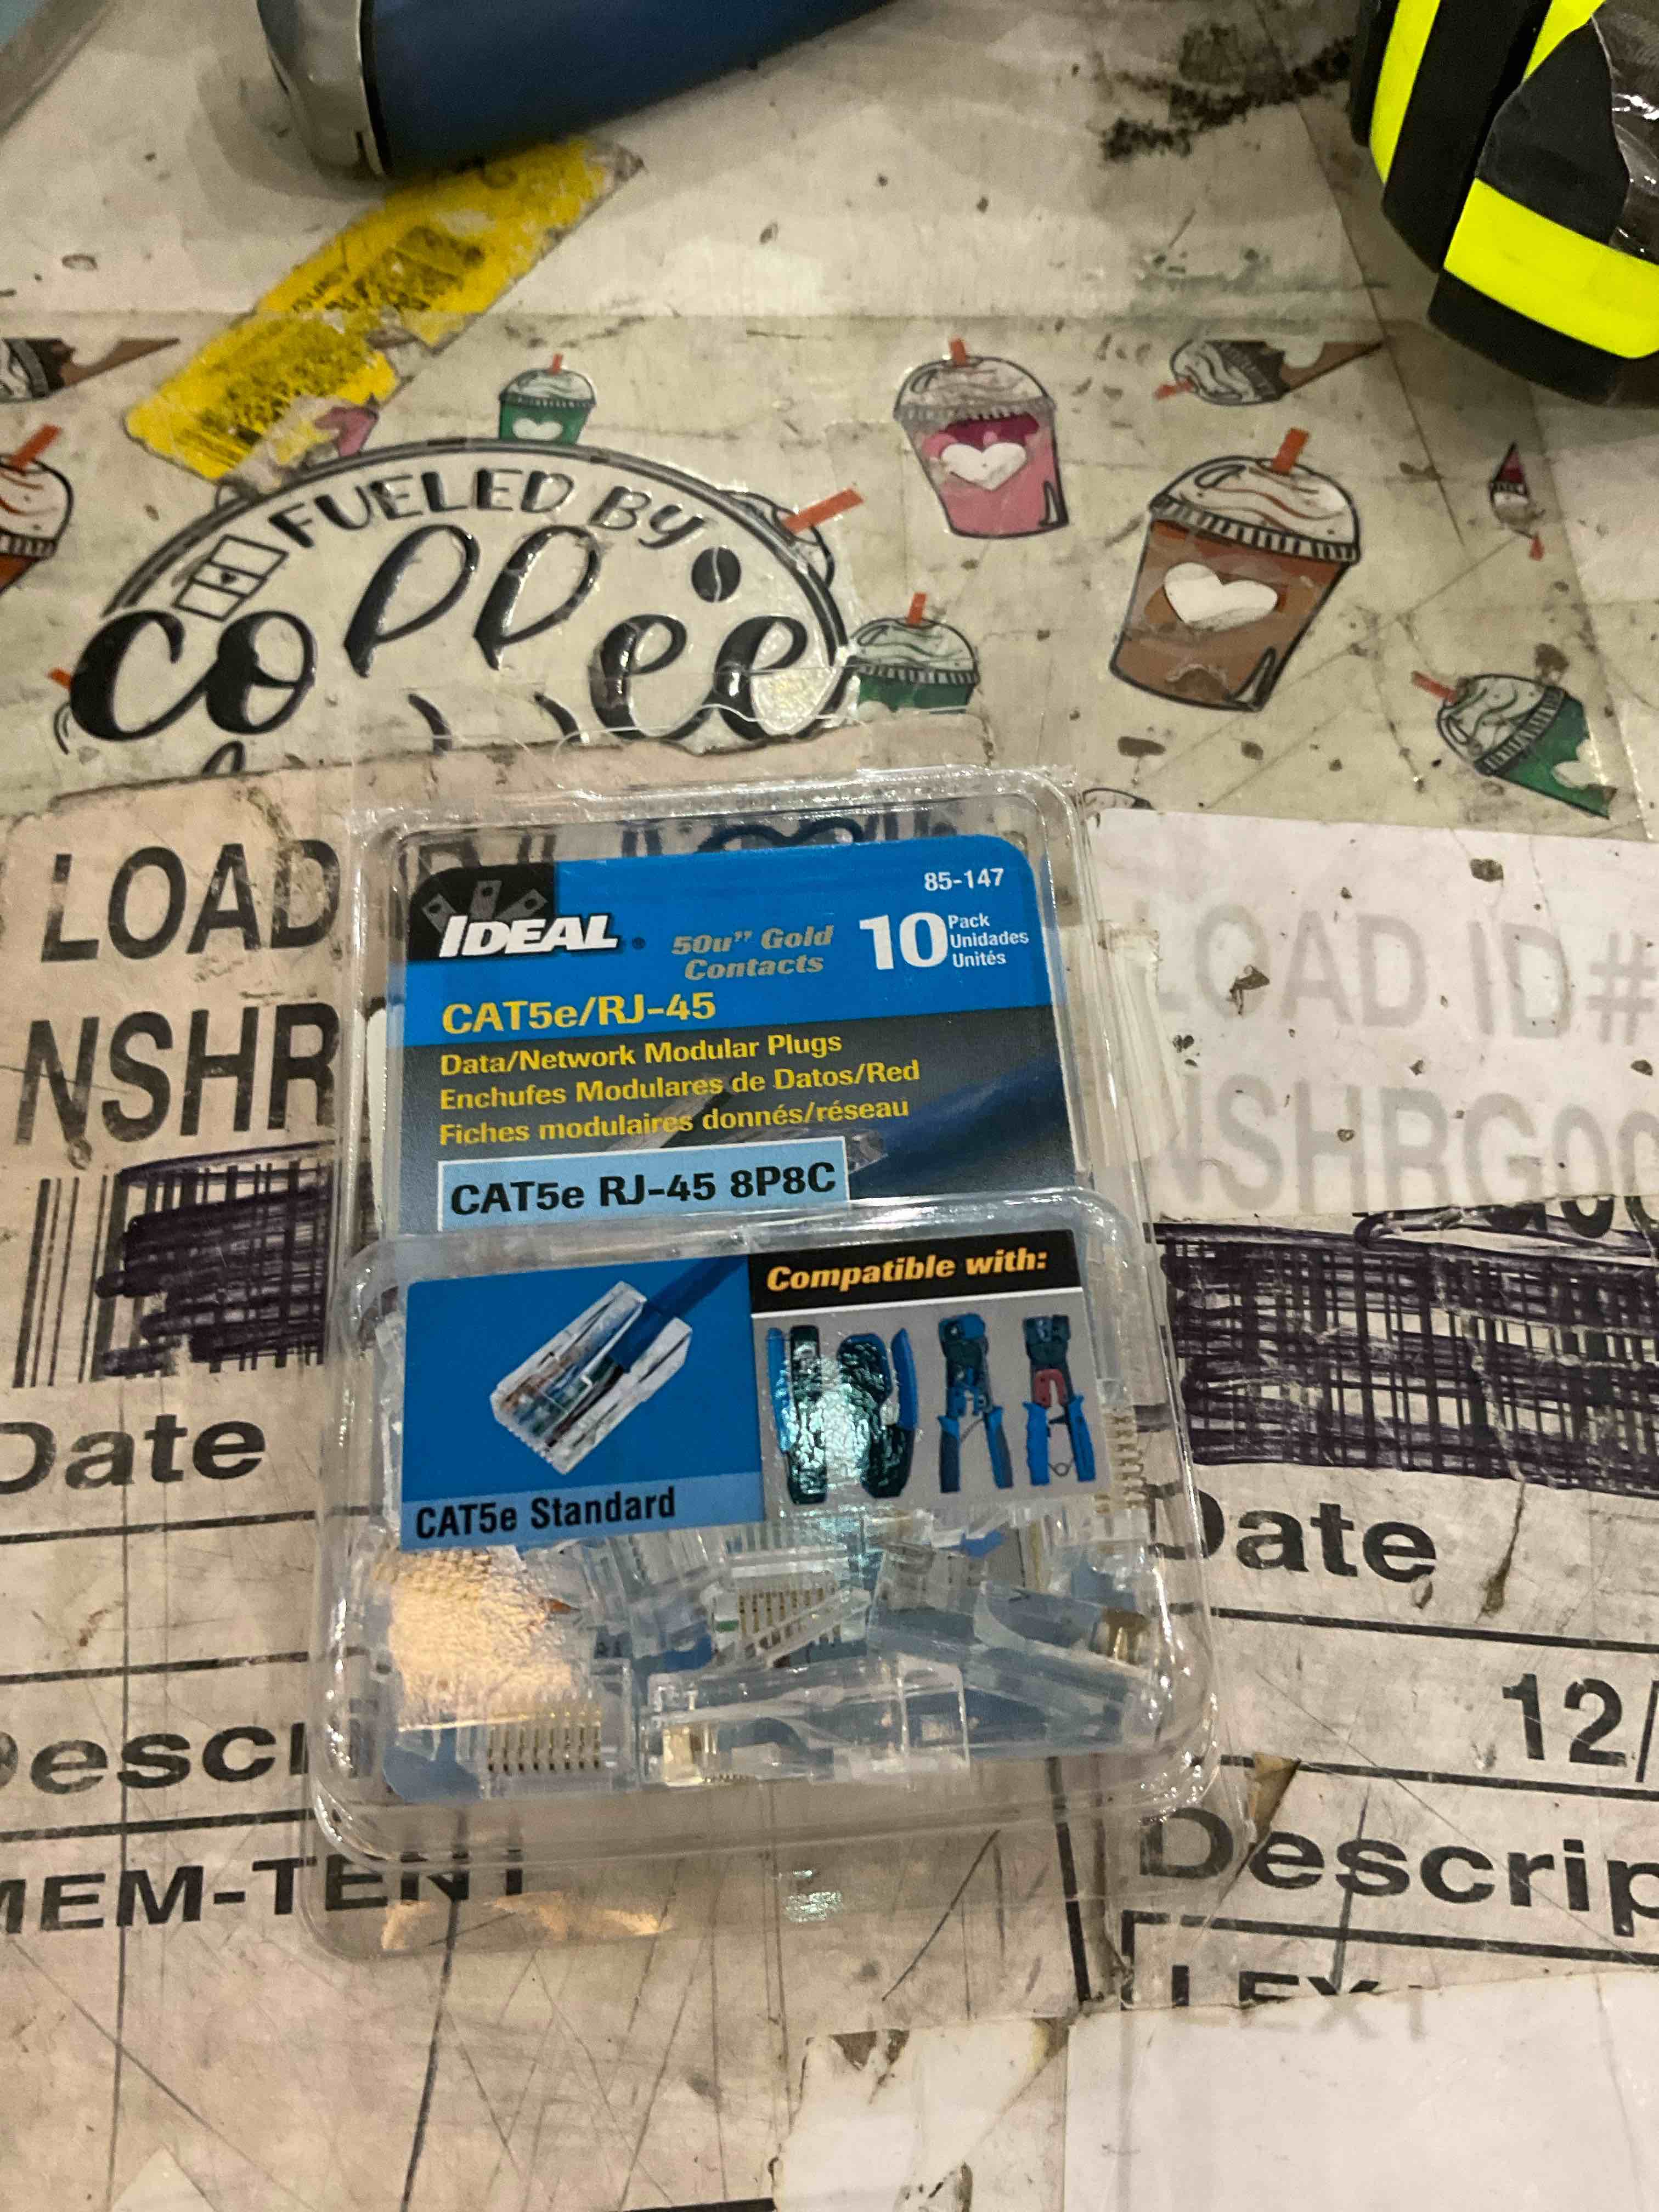 FUELED BY
coffee
LOAD
NSHR
IDEAL
85-147
50u" Gold
Contacts
10 Pack
Unidades
Unités
CAT5e/RJ-45
Data/Network Modular Plugs
Enchufes Modulares de Datos/Red
Fiches modulaires donnés/réseau
CAT5e RJ-45 8P8C
Compatible with:
CAT5e Standard
LOAD ID#
NSHRG00
Date
Date
12/
Descri
Descrip
MEM-TENT